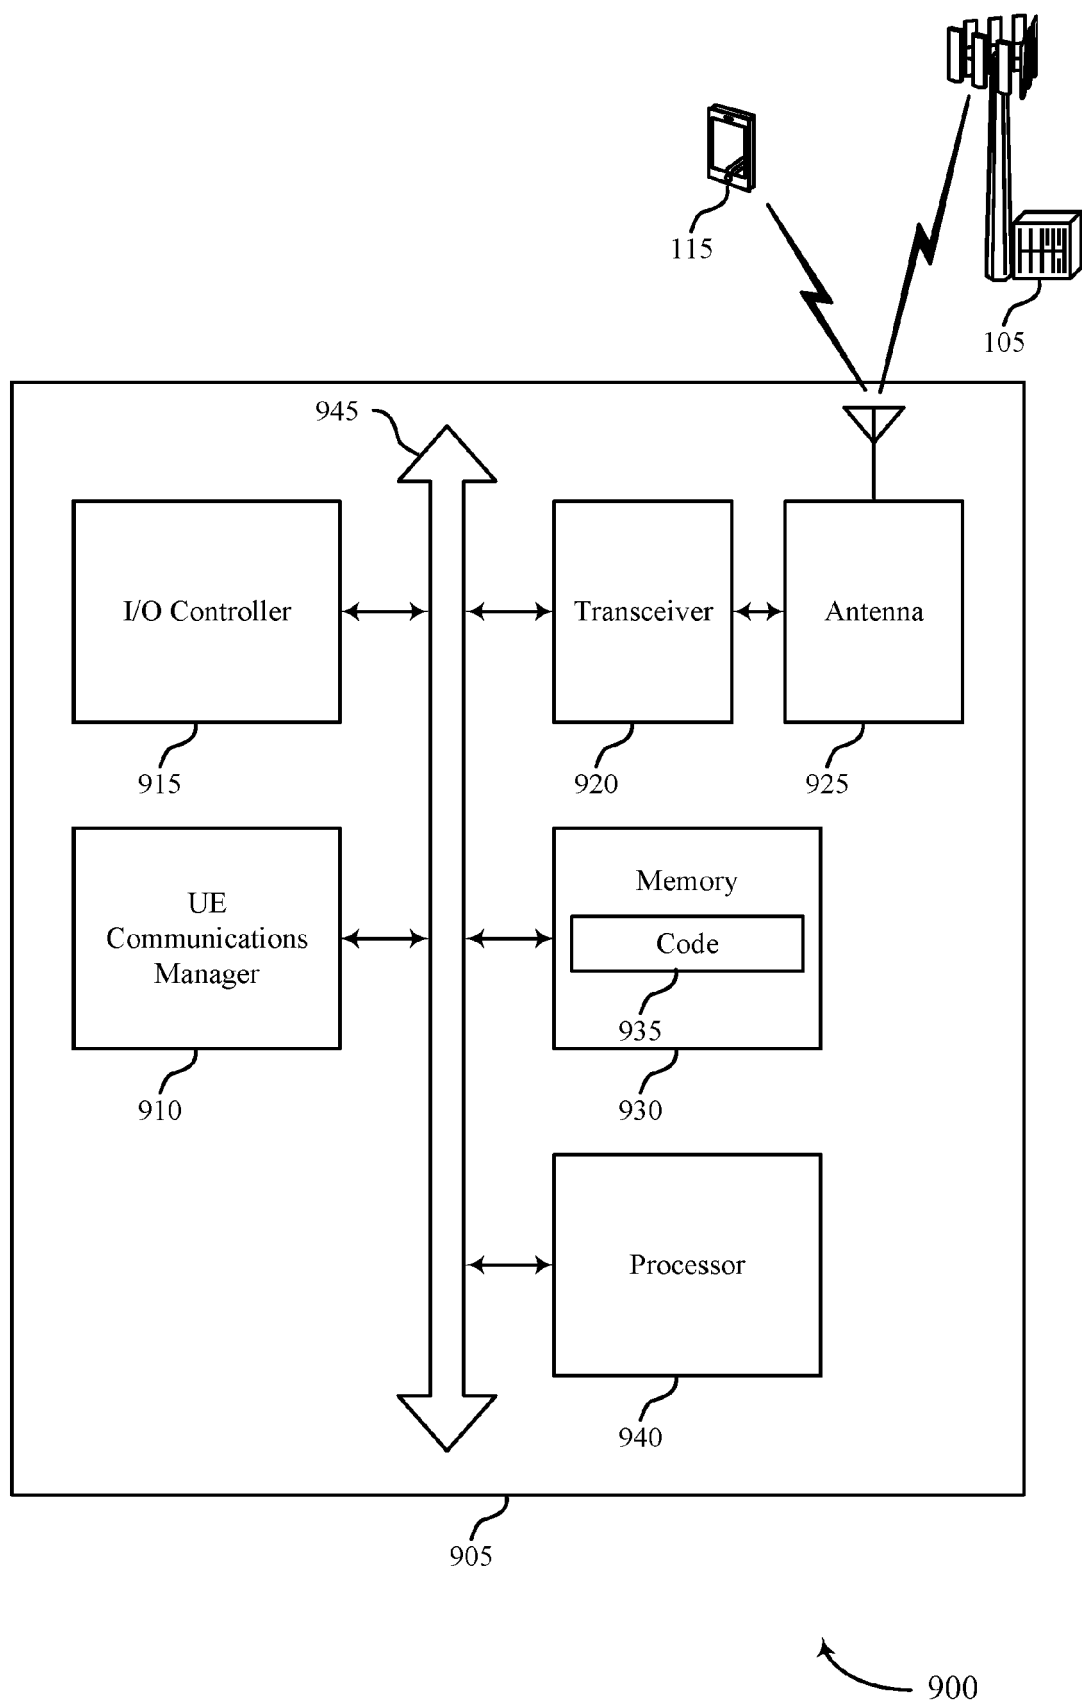 115
105
945
I/O Controller
Transceiver
Antenna
915
920
925
UE
Communications
Manager
Memory
Code
935
910
930
Processor
940
905
900